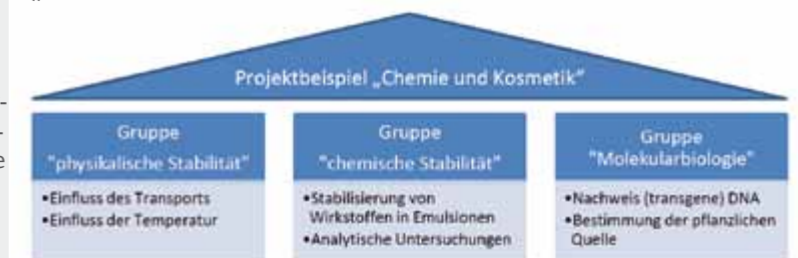 Projektbeispiel „Chemie und Kosmetik"
Gruppe
"physikalische Stabilität"
•Einfluss des Transports
•Einfluss der Temperatur
Gruppe
"chemische Stabilität"
•Stabilisierung von
Wirkstoffen in Emulsionen
•Analytische Untersuchungen
Gruppe
"Molekularbiologie"
•Nachweis (transgene) DNA
•Bestimmung der pflanzlichen
Quelle